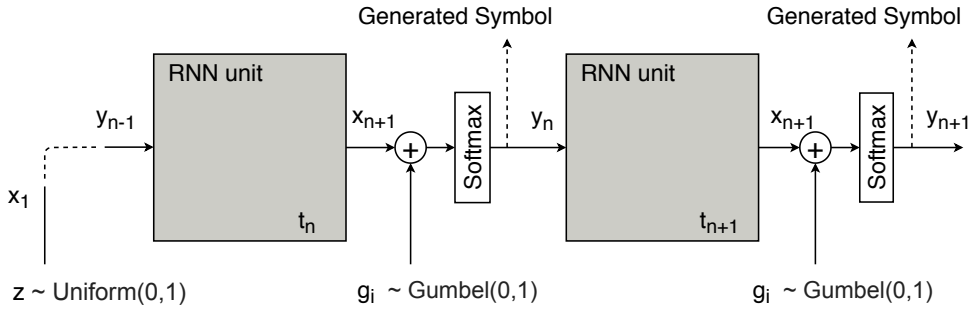 Generated Symbol
Generated Symbol
RNN unit
RNN unit
y_{n-1}
x_{n+1}
y_n
x_{n+1}
y_{n+1}
+
Softmax
+
Softmax
x_1
t_n
t_{n+1}
z ~ Uniform(0,1)
g_i ~ Gumbel(0,1)
g_i ~ Gumbel(0,1)